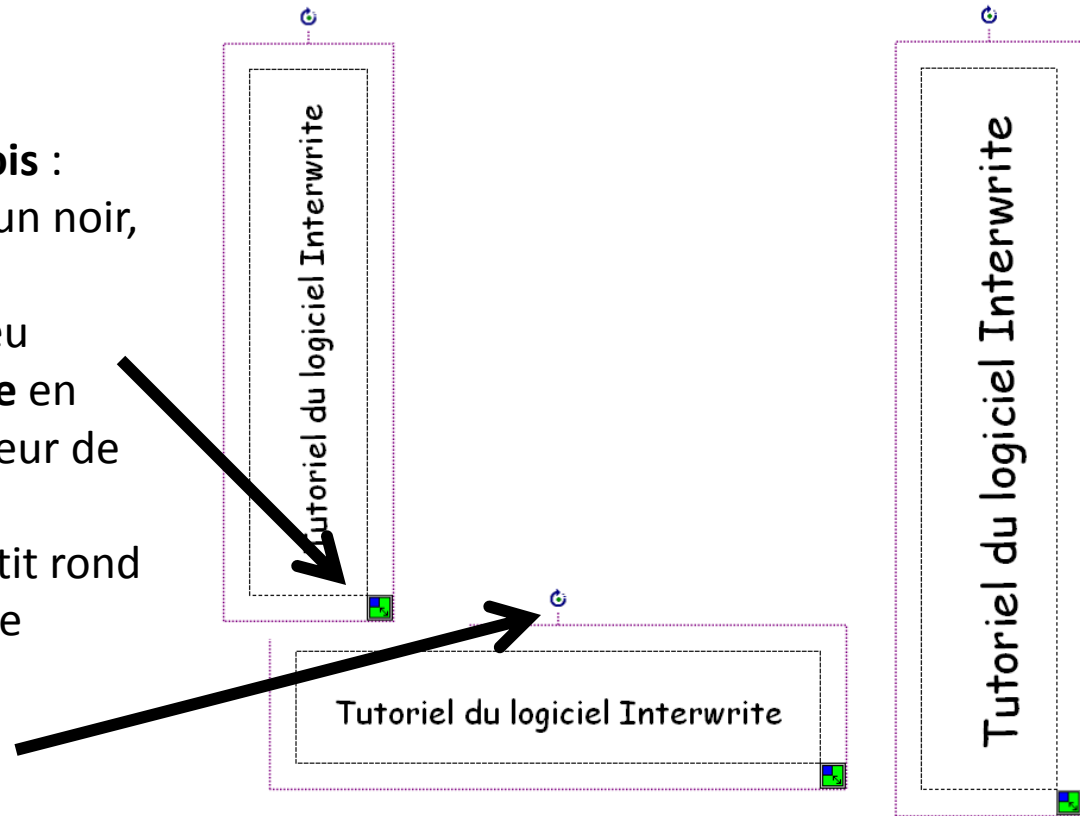 ois :
un noir,
eu
e en
eur de
tit rond
e
Tutoriel du logiciel Interwrite
Tutoriel du logiciel Interwrite
Tutoriel du logiciel Interwrite